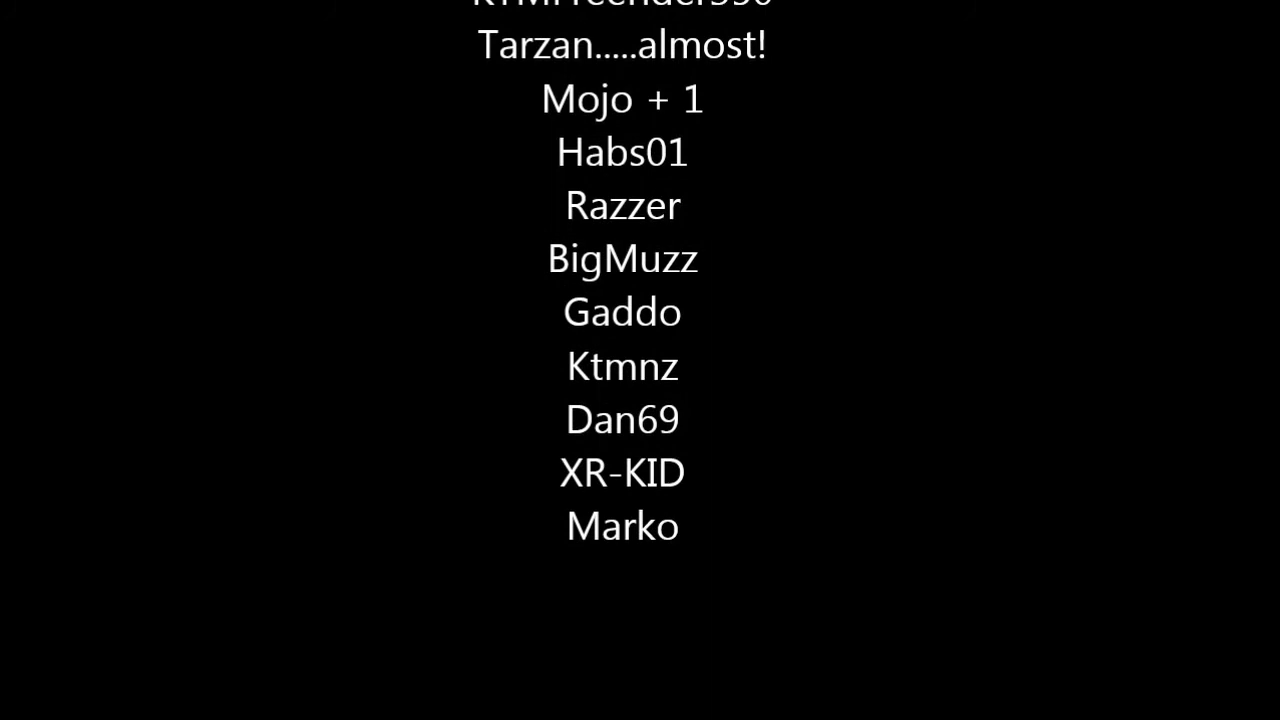 Tarzan.....almost!
Mojo + 1
Habs01
Razzer
BigMuzz
Gaddo
Ktmnz
Dan69
XR-KID
Marko